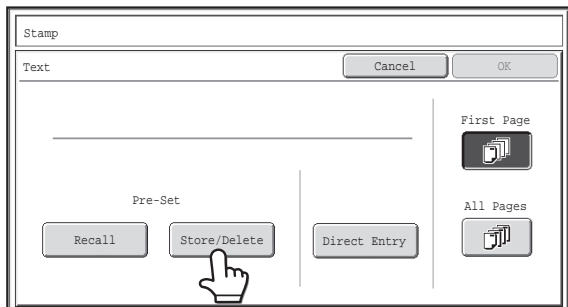 Stamp
Text
Cancel
OK
First Page
All Pages
Pre-Set
Recall
Store/Delete
Direct Entry